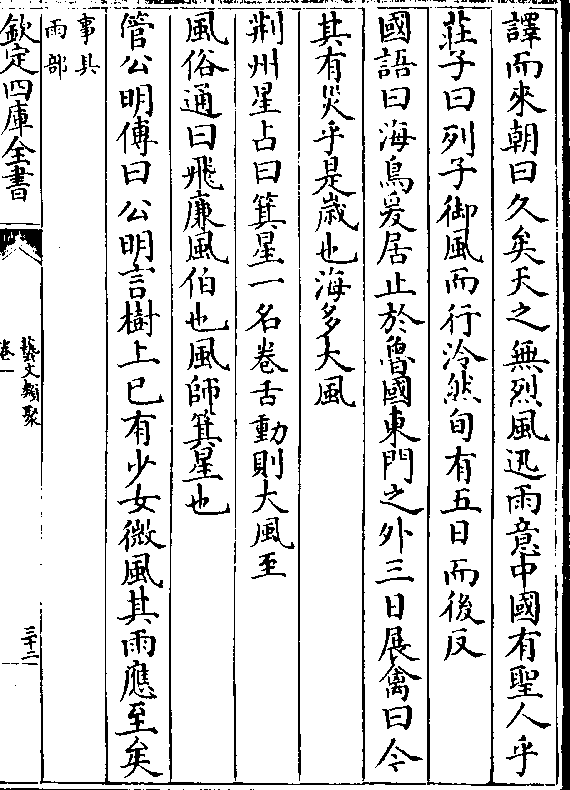 譯而來朝曰久矣天之無烈風迅雨意中國有聖人乎
莊子曰列子御風而行泠然旬有五日而後反
國語曰海鳥爰居止於魯國東門之外三日展禽曰今
其有災乎是歳也海多大風
荆州星占曰箕星一名卷舌動則大風至
風俗通曰飛廉風伯也風師箕星也
管公明傳曰公明言樹上已有少女微風其雨應至矣
事具
雨部
欽定四庫全書
藝文類聚
卷一
三十二